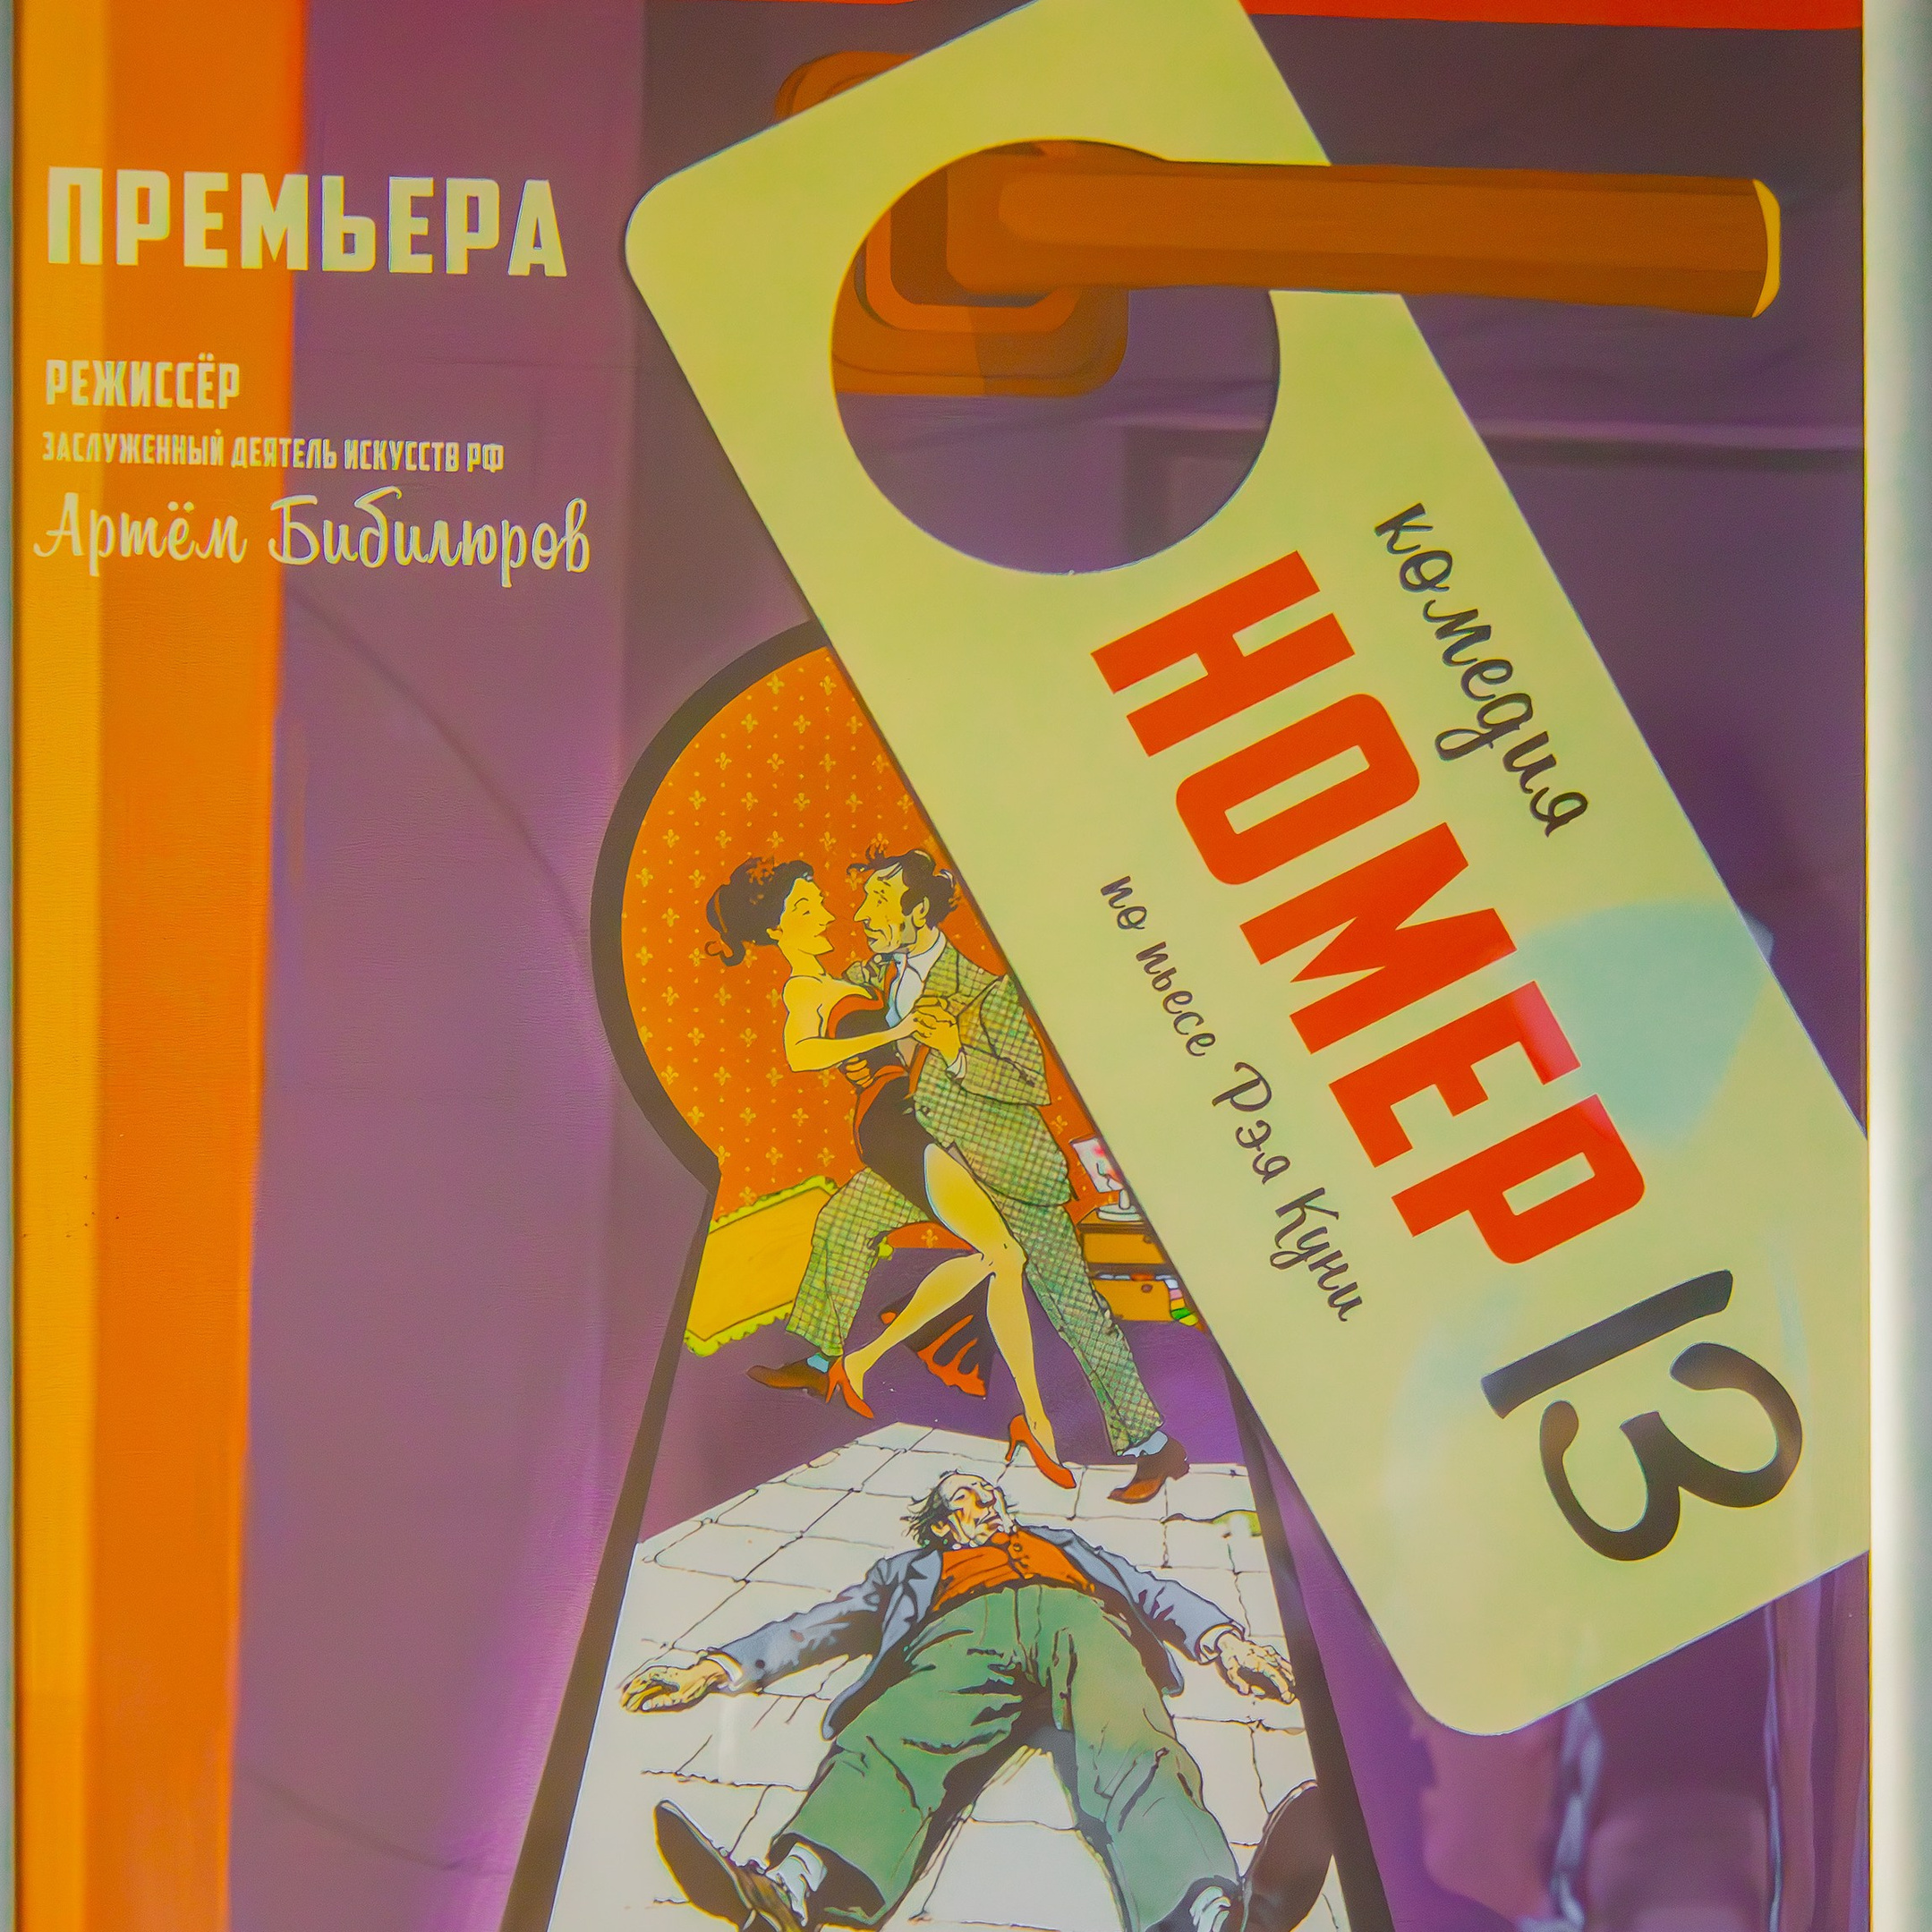 ПРЕМЬЕРА
РЕЖИССЁР
ЗАСЛУЖЕННЫЙ ДЕЯТЕЛЬ ИСКУССТВ РФ
Артём Бибилюров
комедия
НОМЕР 13
по пьесе Рэя Куни